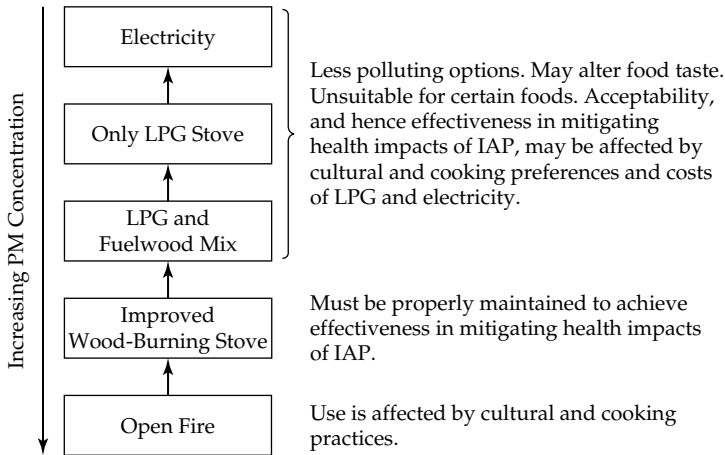 Increasing PM Concentration
Electricity
Only LPG Stove
LPG and
Fuelwood Mix
Less polluting options. May alter food taste.
Unsuitable for certain foods. Acceptability,
and hence effectiveness in mitigating
health impacts of IAP, may be affected by
cultural and cooking preferences and costs
of LPG and electricity.
Improved
Wood-Burning Stove
Must be properly maintained to achieve
effectiveness in mitigating health impacts
of IAP.
Open Fire
Use is affected by cultural and cooking
practices.